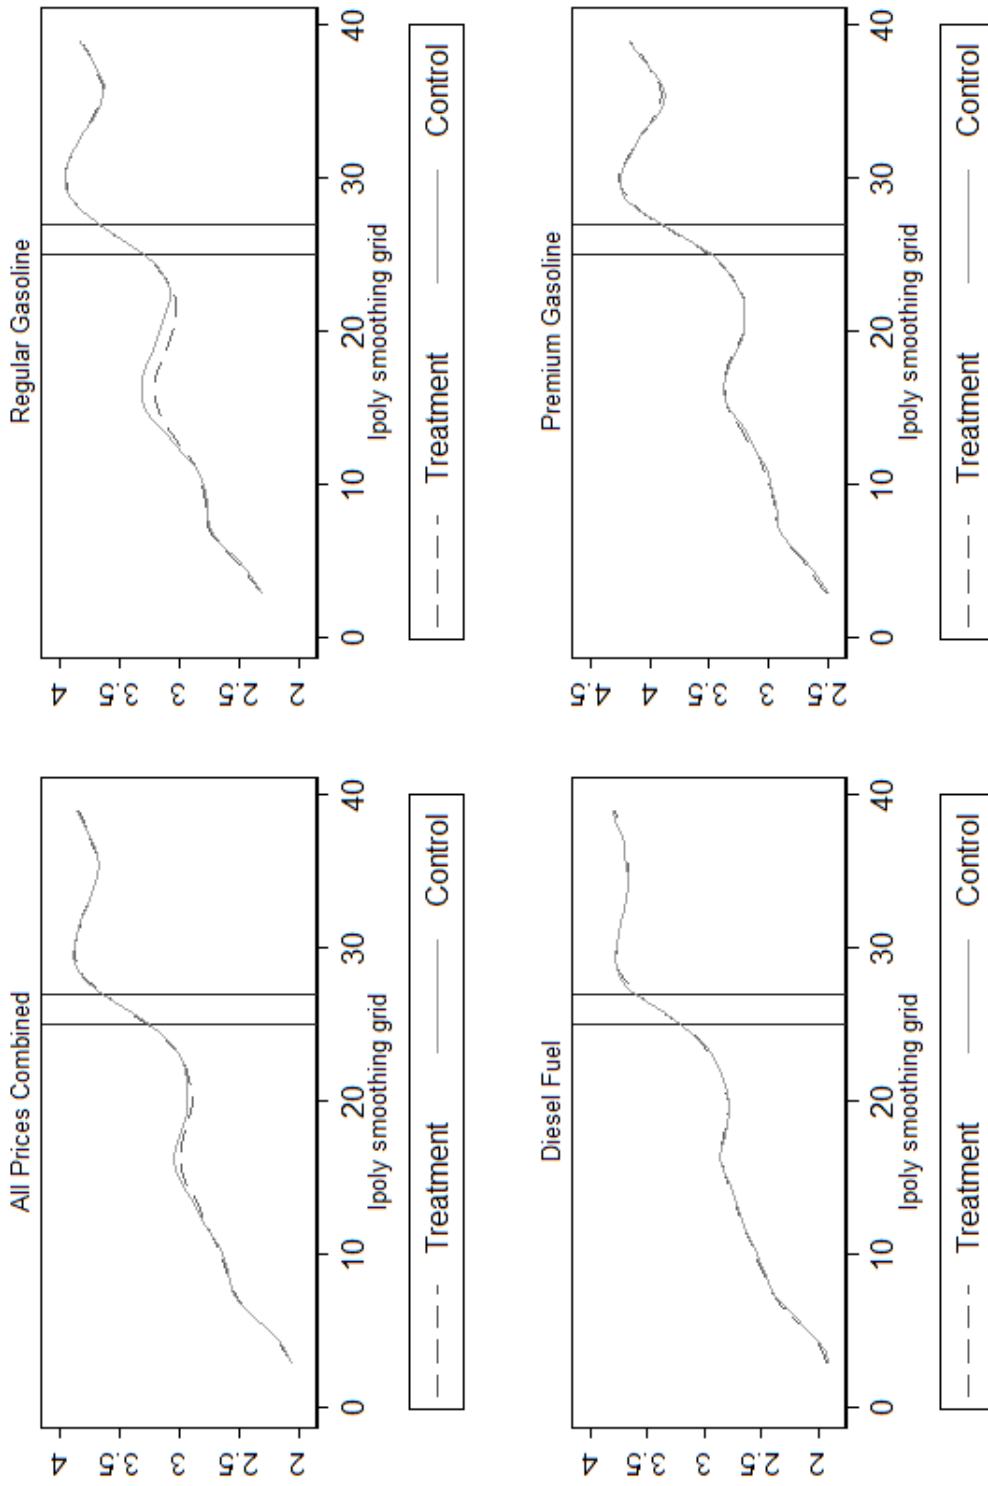 All Prices Combined
4
3.5
3
2.5
2
0 10 20 30 40
lpoly smoothing grid
Treatment Control
Regular Gasoline
4
3.5
3
2.5
2
0 10 20 30 40
lpoly smoothing grid
Treatment Control
Diesel Fuel
4
3.5
3
2.5
2
0 10 20 30 40
lpoly smoothing grid
Treatment Control
Premium Gasoline
4.5
4
3.5
3
2.5
0 10 20 30 40
lpoly smoothing grid
Treatment Control